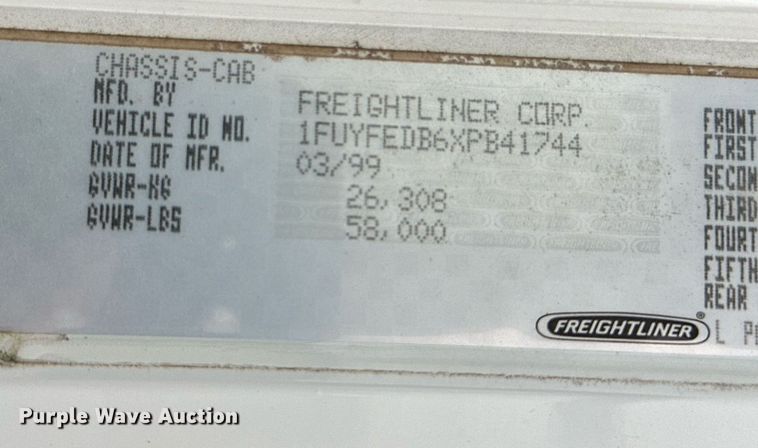 CHASSIS-CAB
MFD. BY FREIGHTLINER CORP.
VEHICLE ID NO. 1FUYFEDB6XPB41744
DATE OF MFR. 03/99
GVWR-KG 26,308
GVWR-LBS 58,000
FRONT
FIRST
SECON
THIRD
FOURT
FIFTH
REAR
FREIGHTLINER®
L
Purple Wave Auction